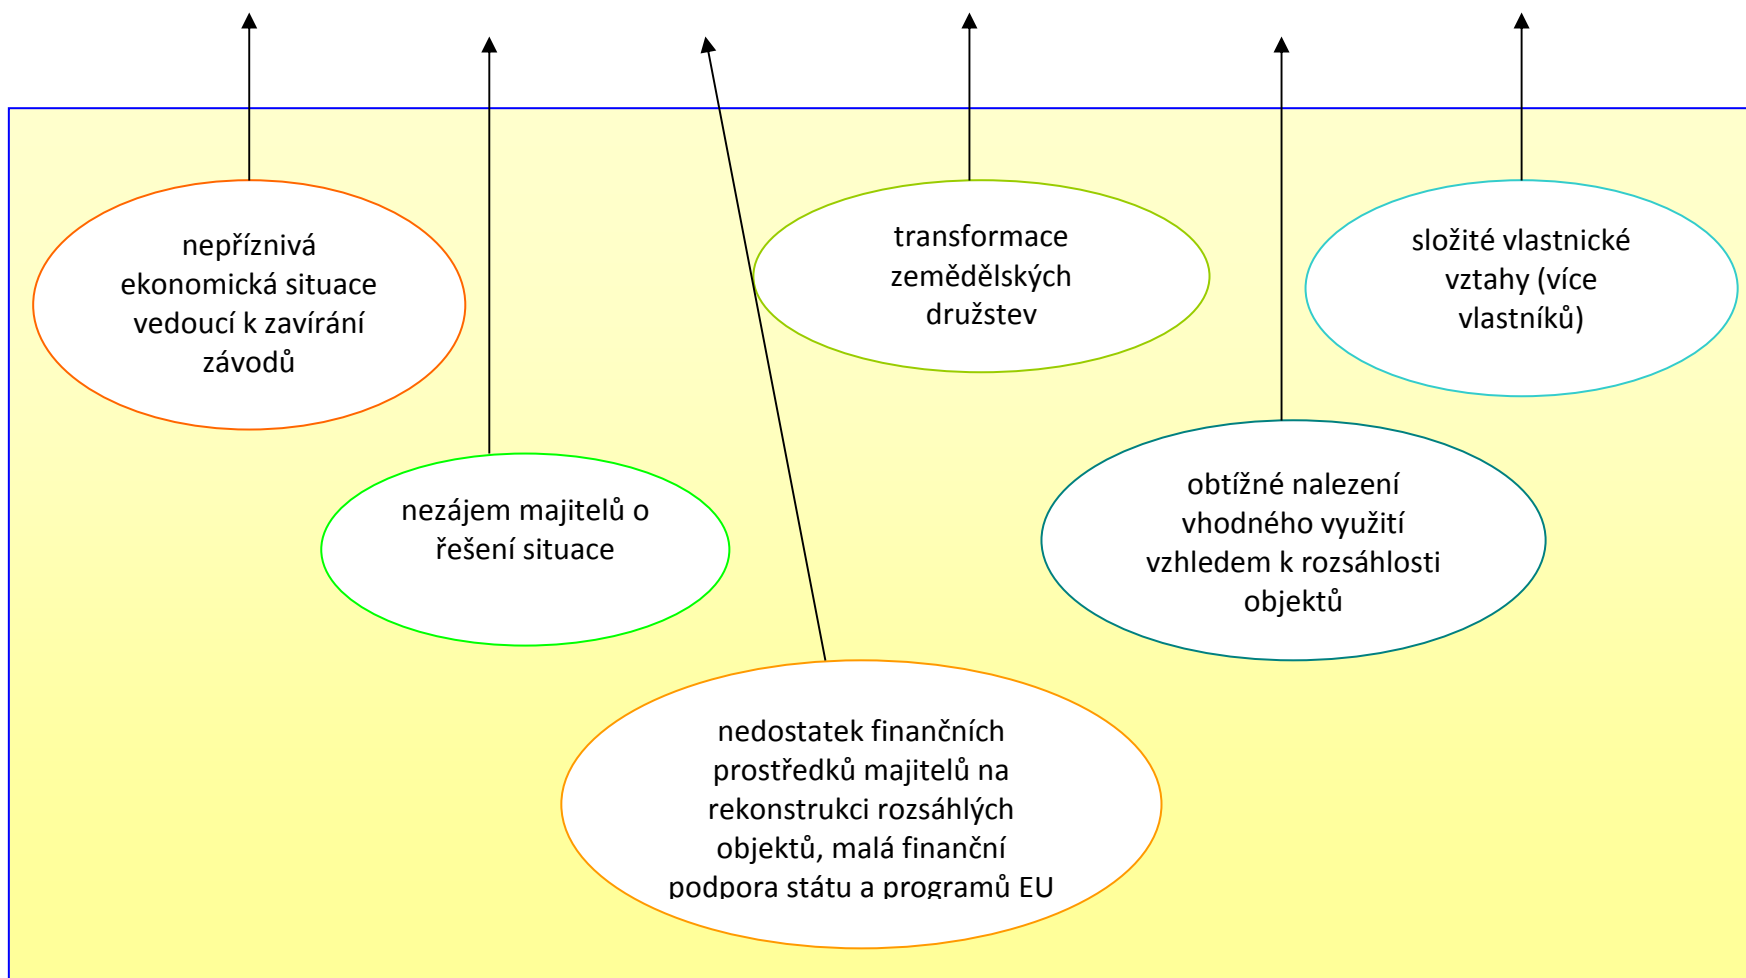 nepříznivá
ekonomická situace
vedoucí k zavírání
závodů
transformace
zemědělských
družstev
složité vlastnické
vztahy (více
vlastníků)
nezájem majitelů o
řešení situace
obtížné nalezení
vhodného využití
vzhledem k rozsáhlosti
objektů
nedostatek finančních
prostředků majitelů na
rekonstrukci rozsáhlých
objektů, malá finanční
podpora státu a programů EU